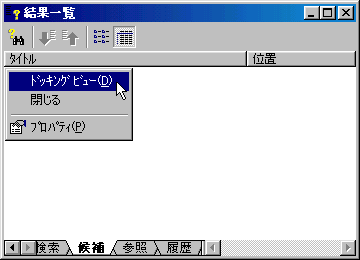 結果一覧
ﾀｲﾄﾙ 位置
ﾄﾞｯｷﾝｸﾞ ﾋﾞｭｰ(D)
閉じる
ﾌﾟﾛﾊﾟﾃｨ(P)
検索 候補 参照 履歴